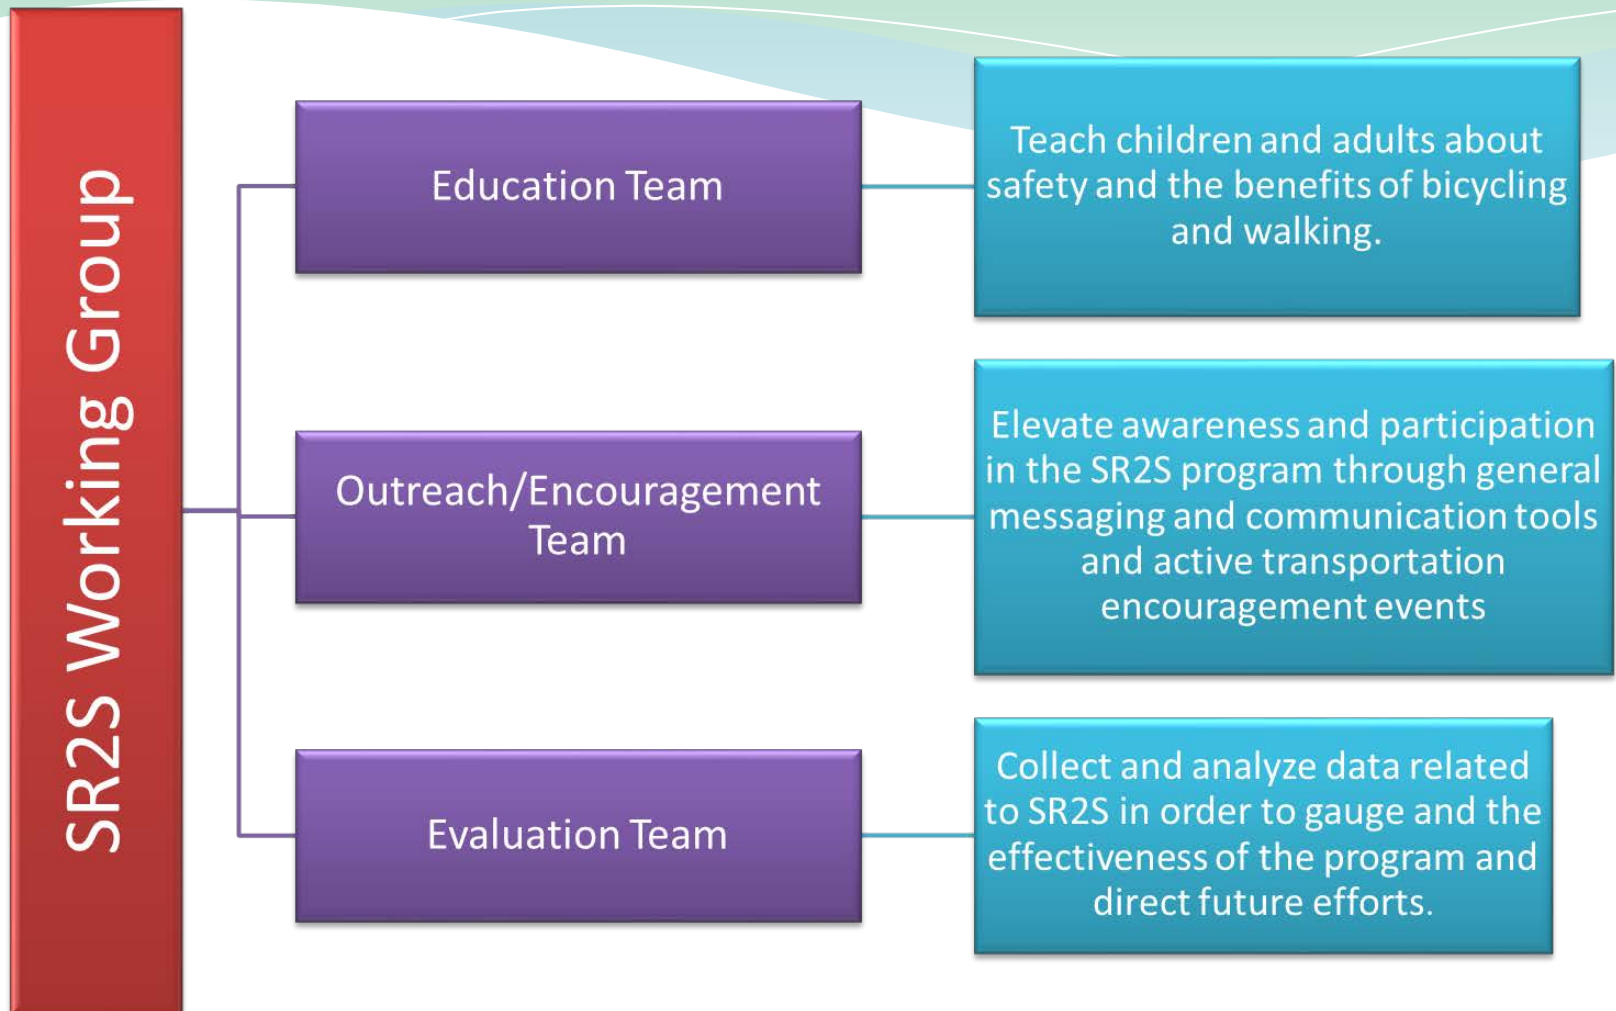 SR2S Working Group
Education Team
Teach children and adults about
safety and the benefits of bicycling
and walking.
Outreach/Encouragement
Team
Elevate awareness and participation
in the SR2S program through general
messaging and communication tools
and active transportation
encouragement events
Evaluation Team
Collect and analyze data related
to SR2S in order to gauge and the
effectiveness of the program and
direct future efforts.